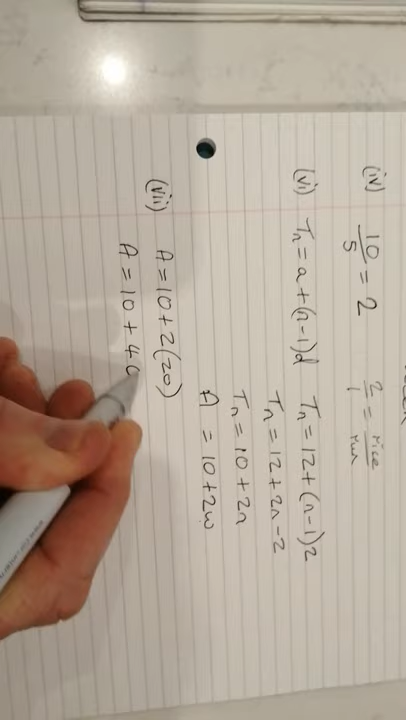 (iv) 10/5 = 2 2/1 = rise/run
(vi) Tn = a + (n-1)d Tn = 12 + (n-1)2
Tn = 12 + 2n - 2
Tn = 10 + 2n
A = 10 + 2w
(vii) A = 10 + 2(20)
A = 10 + 40